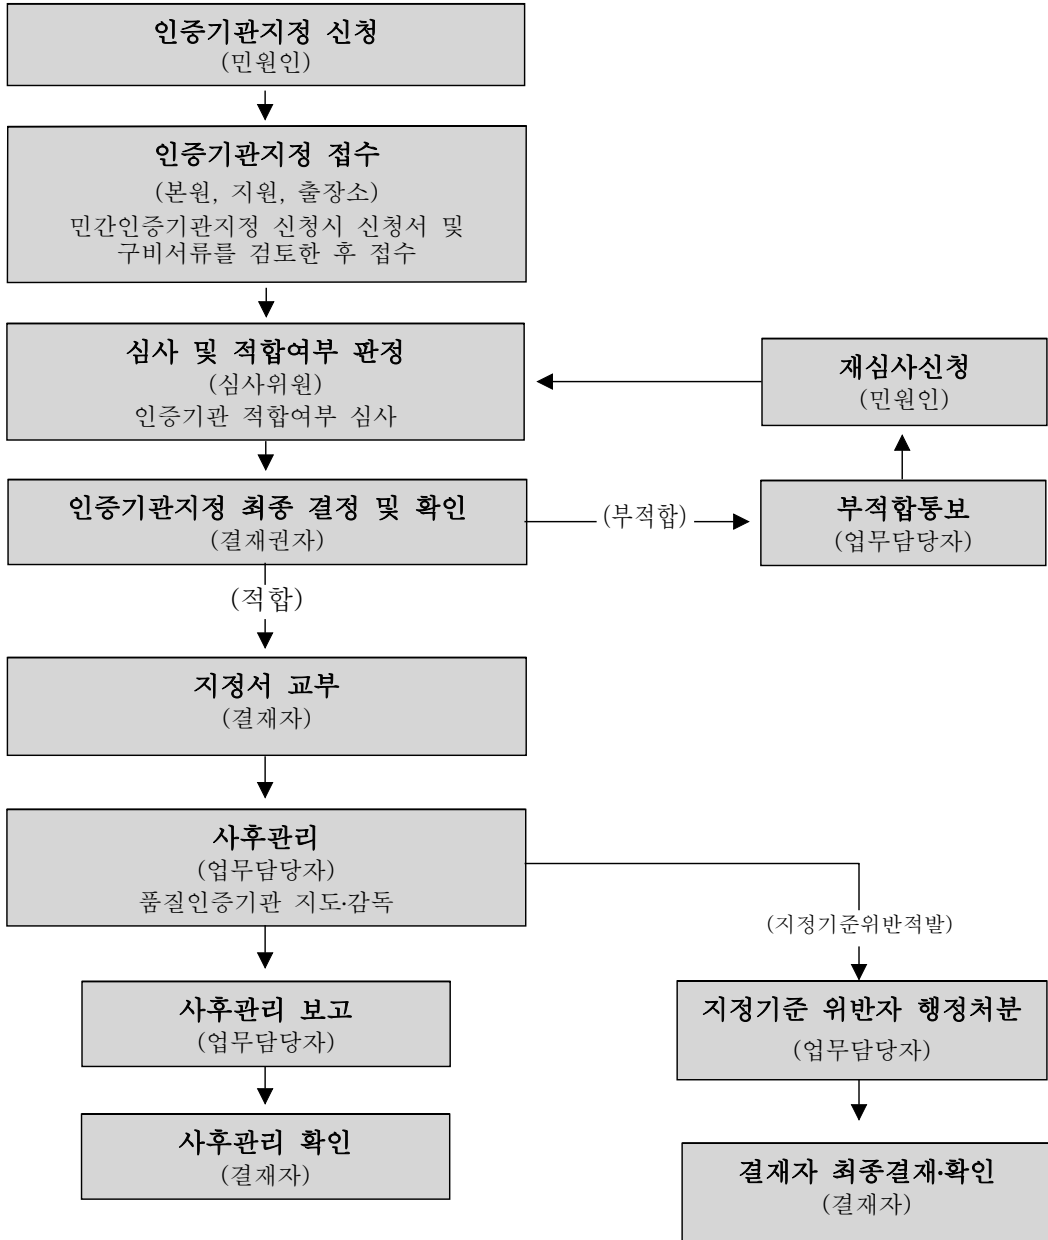 인증기관지정 신청
(민원인)
인증기관지정 접수
(본원, 지원, 출장소)
민간인증기관지정 신청시 신청서 및
구비서류를 검토한 후 접수
심사 및 적합여부 판정
(심사위원)
인증기관 적합여부 심사
재심사신청
(민원인)
인증기관지정 최종 결정 및 확인
(결재권자)
(부적합)
부적합통보
(업무담당자)
(적합)
지정서 교부
(결재자)
사후관리
(업무담당자)
품질인증기관 지도·감독
(지정기준위반적발)
사후관리 보고
(업무담당자)
지정기준 위반자 행정처분
(업무담당자)
사후관리 확인
(결재자)
결재자 최종결재·확인
(결재자)